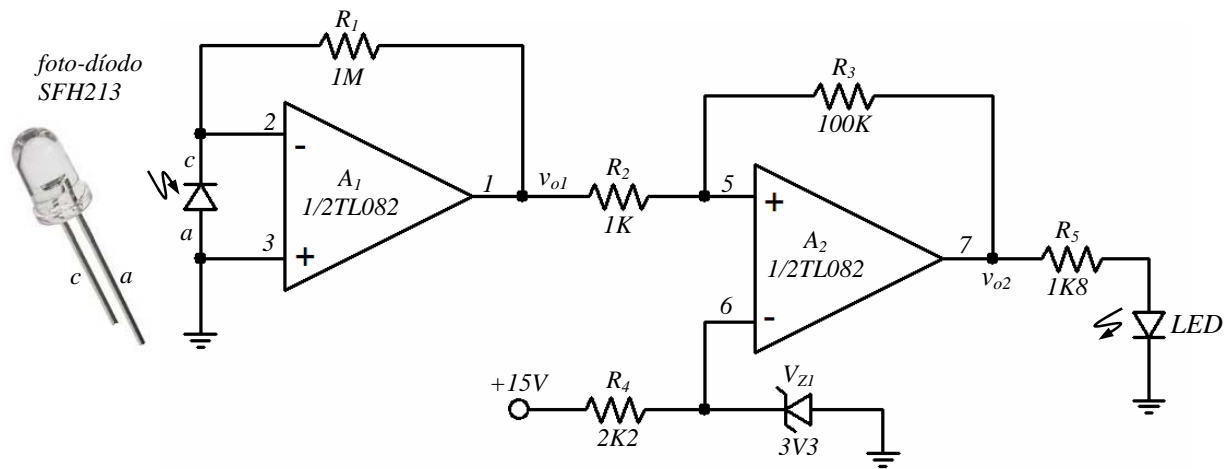 foto-díodo
SFH213
c
a
c
a
R1
1M
2
-
3
+
A1
1/2TL082
1
vo1
R2
1K
R3
100K
5
+
6
-
A2
1/2TL082
7
vo2
R5
1K8
LED
+15V
R4
2K2
VZ1
3V3